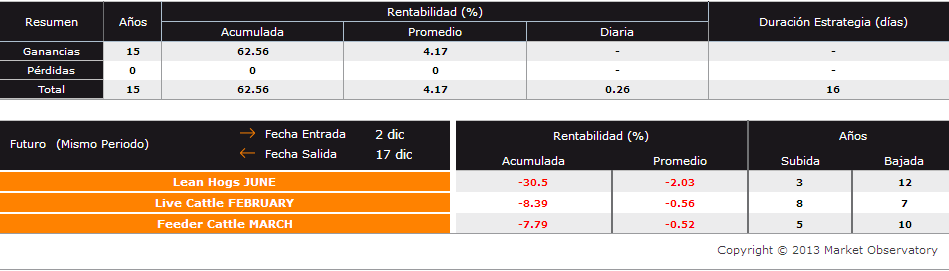 Resumen Años Rentabilidad (%) Duración Estrategia (días)
Acumulada Promedio Diaria
Ganancias 15 62.56 4.17 - -
Pérdidas 0 0 0 - -
Total 15 62.56 4.17 0.26 16
Futuro (Mismo Periodo) → Fecha Entrada 2 dic Rentabilidad (%) Años
← Fecha Salida 17 dic Acumulada Promedio Subida Bajada
Lean Hogs JUNE -30.5 -2.03 3 12
Live Cattle FEBRUARY -8.39 -0.56 8 7
Feeder Cattle MARCH -7.79 -0.52 5 10
Copyright © 2013 Market Observatory